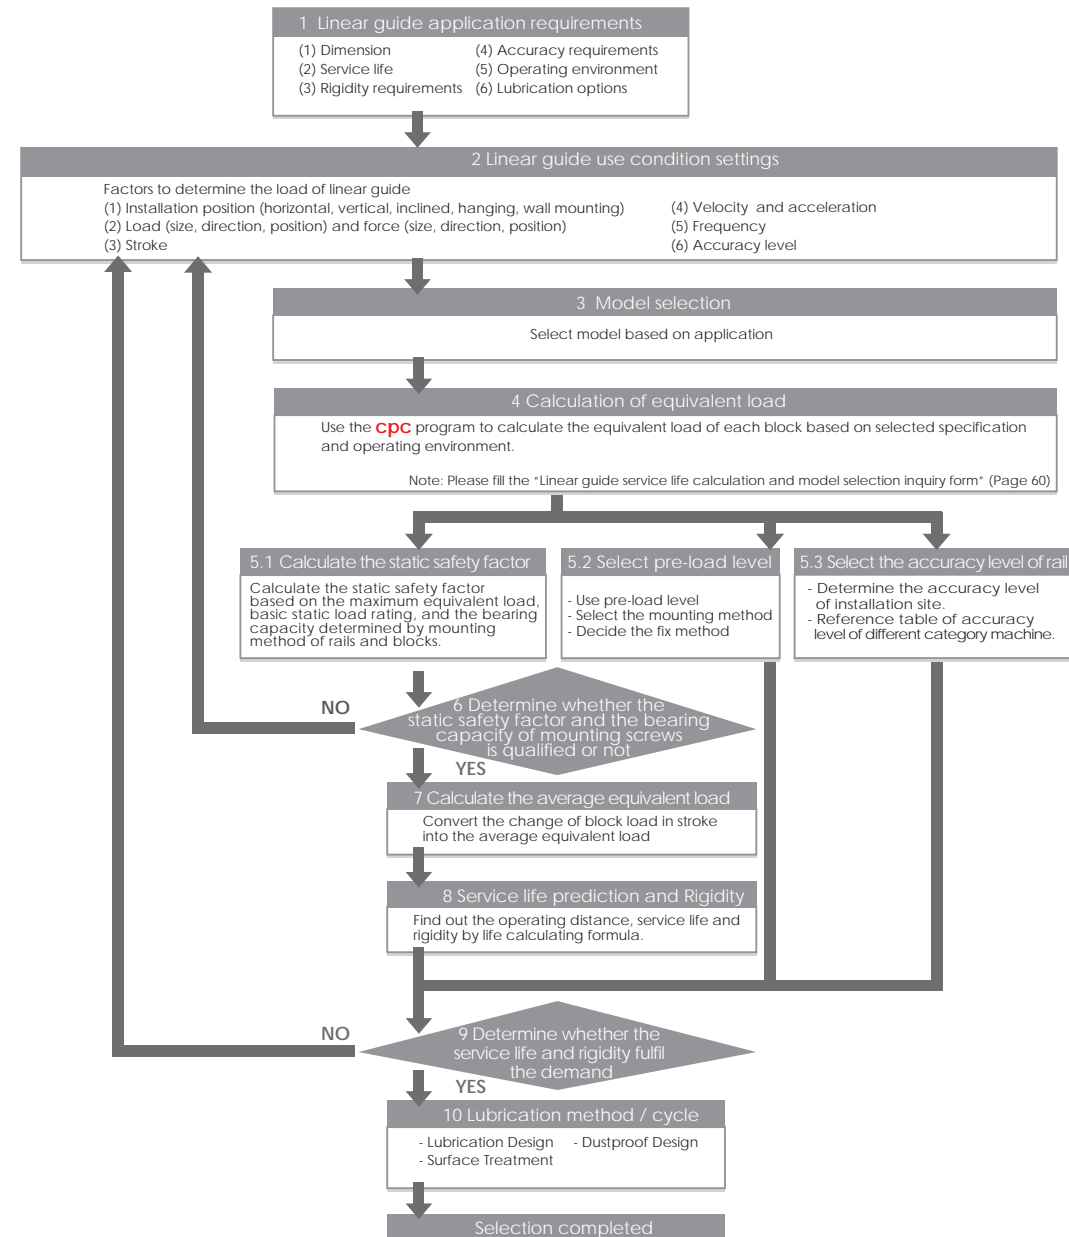 1 Linear guide application requirements
(1) Dimension
(2) Service life
(3) Rigidity requirements
(4) Accuracy requirements
(5) Operating environment
(6) Lubrication options
2 Linear guide use condition settings
Factors to determine the load of linear guide
(1) Installation position (horizontal, vertical, inclined, hanging, wall mounting)
(2) Load (size, direction, position) and force (size, direction, position)
(3) Stroke
(4) Velocity and acceleration
(5) Frequency
(6) Accuracy level
3 Model selection
Select model based on application
4 Calculation of equivalent load
Use the cpc program to calculate the equivalent load of each block based on selected specification
and operating environment.
Note: Please fill the "Linear guide service life calculation and model selection inquiry form" (Page 60)
5.1 Calculate the static safety factor
Calculate the static safety factor
based on the maximum equivalent load,
basic static load rating, and the bearing
capacity determined by mounting
method of rails and blocks.
5.2 Select pre-load level
- Use pre-load level
- Select the mounting method
- Decide the fix method
5.3 Select the accuracy level of rail
- Determine the accuracy level
of installation site.
- Reference table of accuracy
level of different category machine.
NO
6 Determine whether the
static safety factor and the bearing
capacity of mounting screws
is qualified or not
YES
7 Calculate the average equivalent load
Convert the change of block load in stroke
into the average equivalent load
8 Service life prediction and Rigidity
Find out the operating distance, service life and
rigidity by life calculating formula.
NO
9 Determine whether the
service life and rigidity fulfil
the demand
YES
10 Lubrication method / cycle
- Lubrication Design
- Dustproof Design
- Surface Treatment
Selection completed